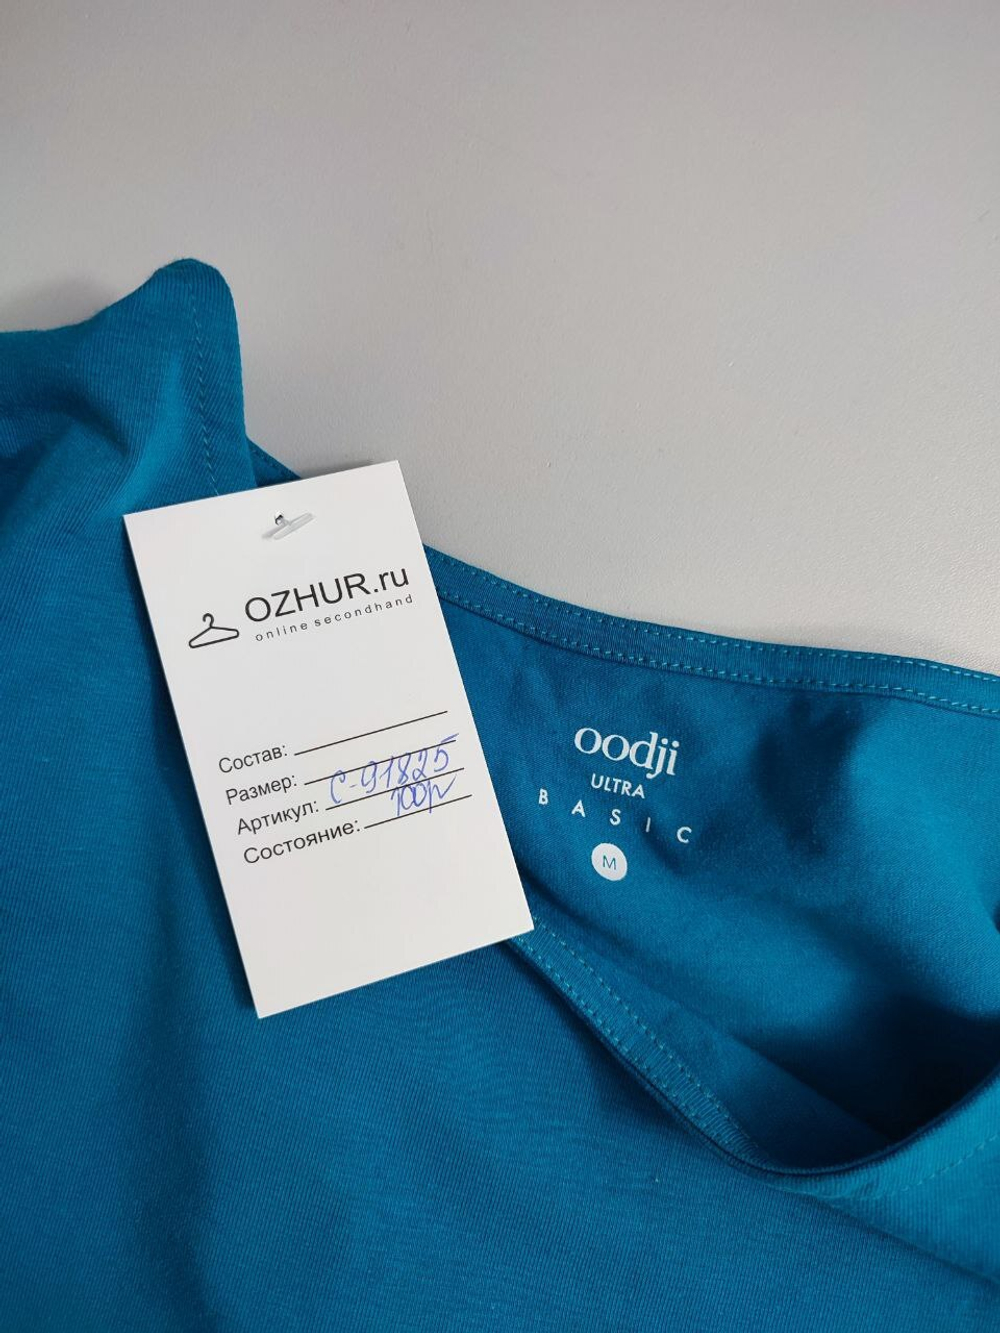 OZHUR.ru
online secondhand
Состав:
Размер:
Артикул: С-91825
Состояние: 100р
oodji
ULTRA
BASIC
M